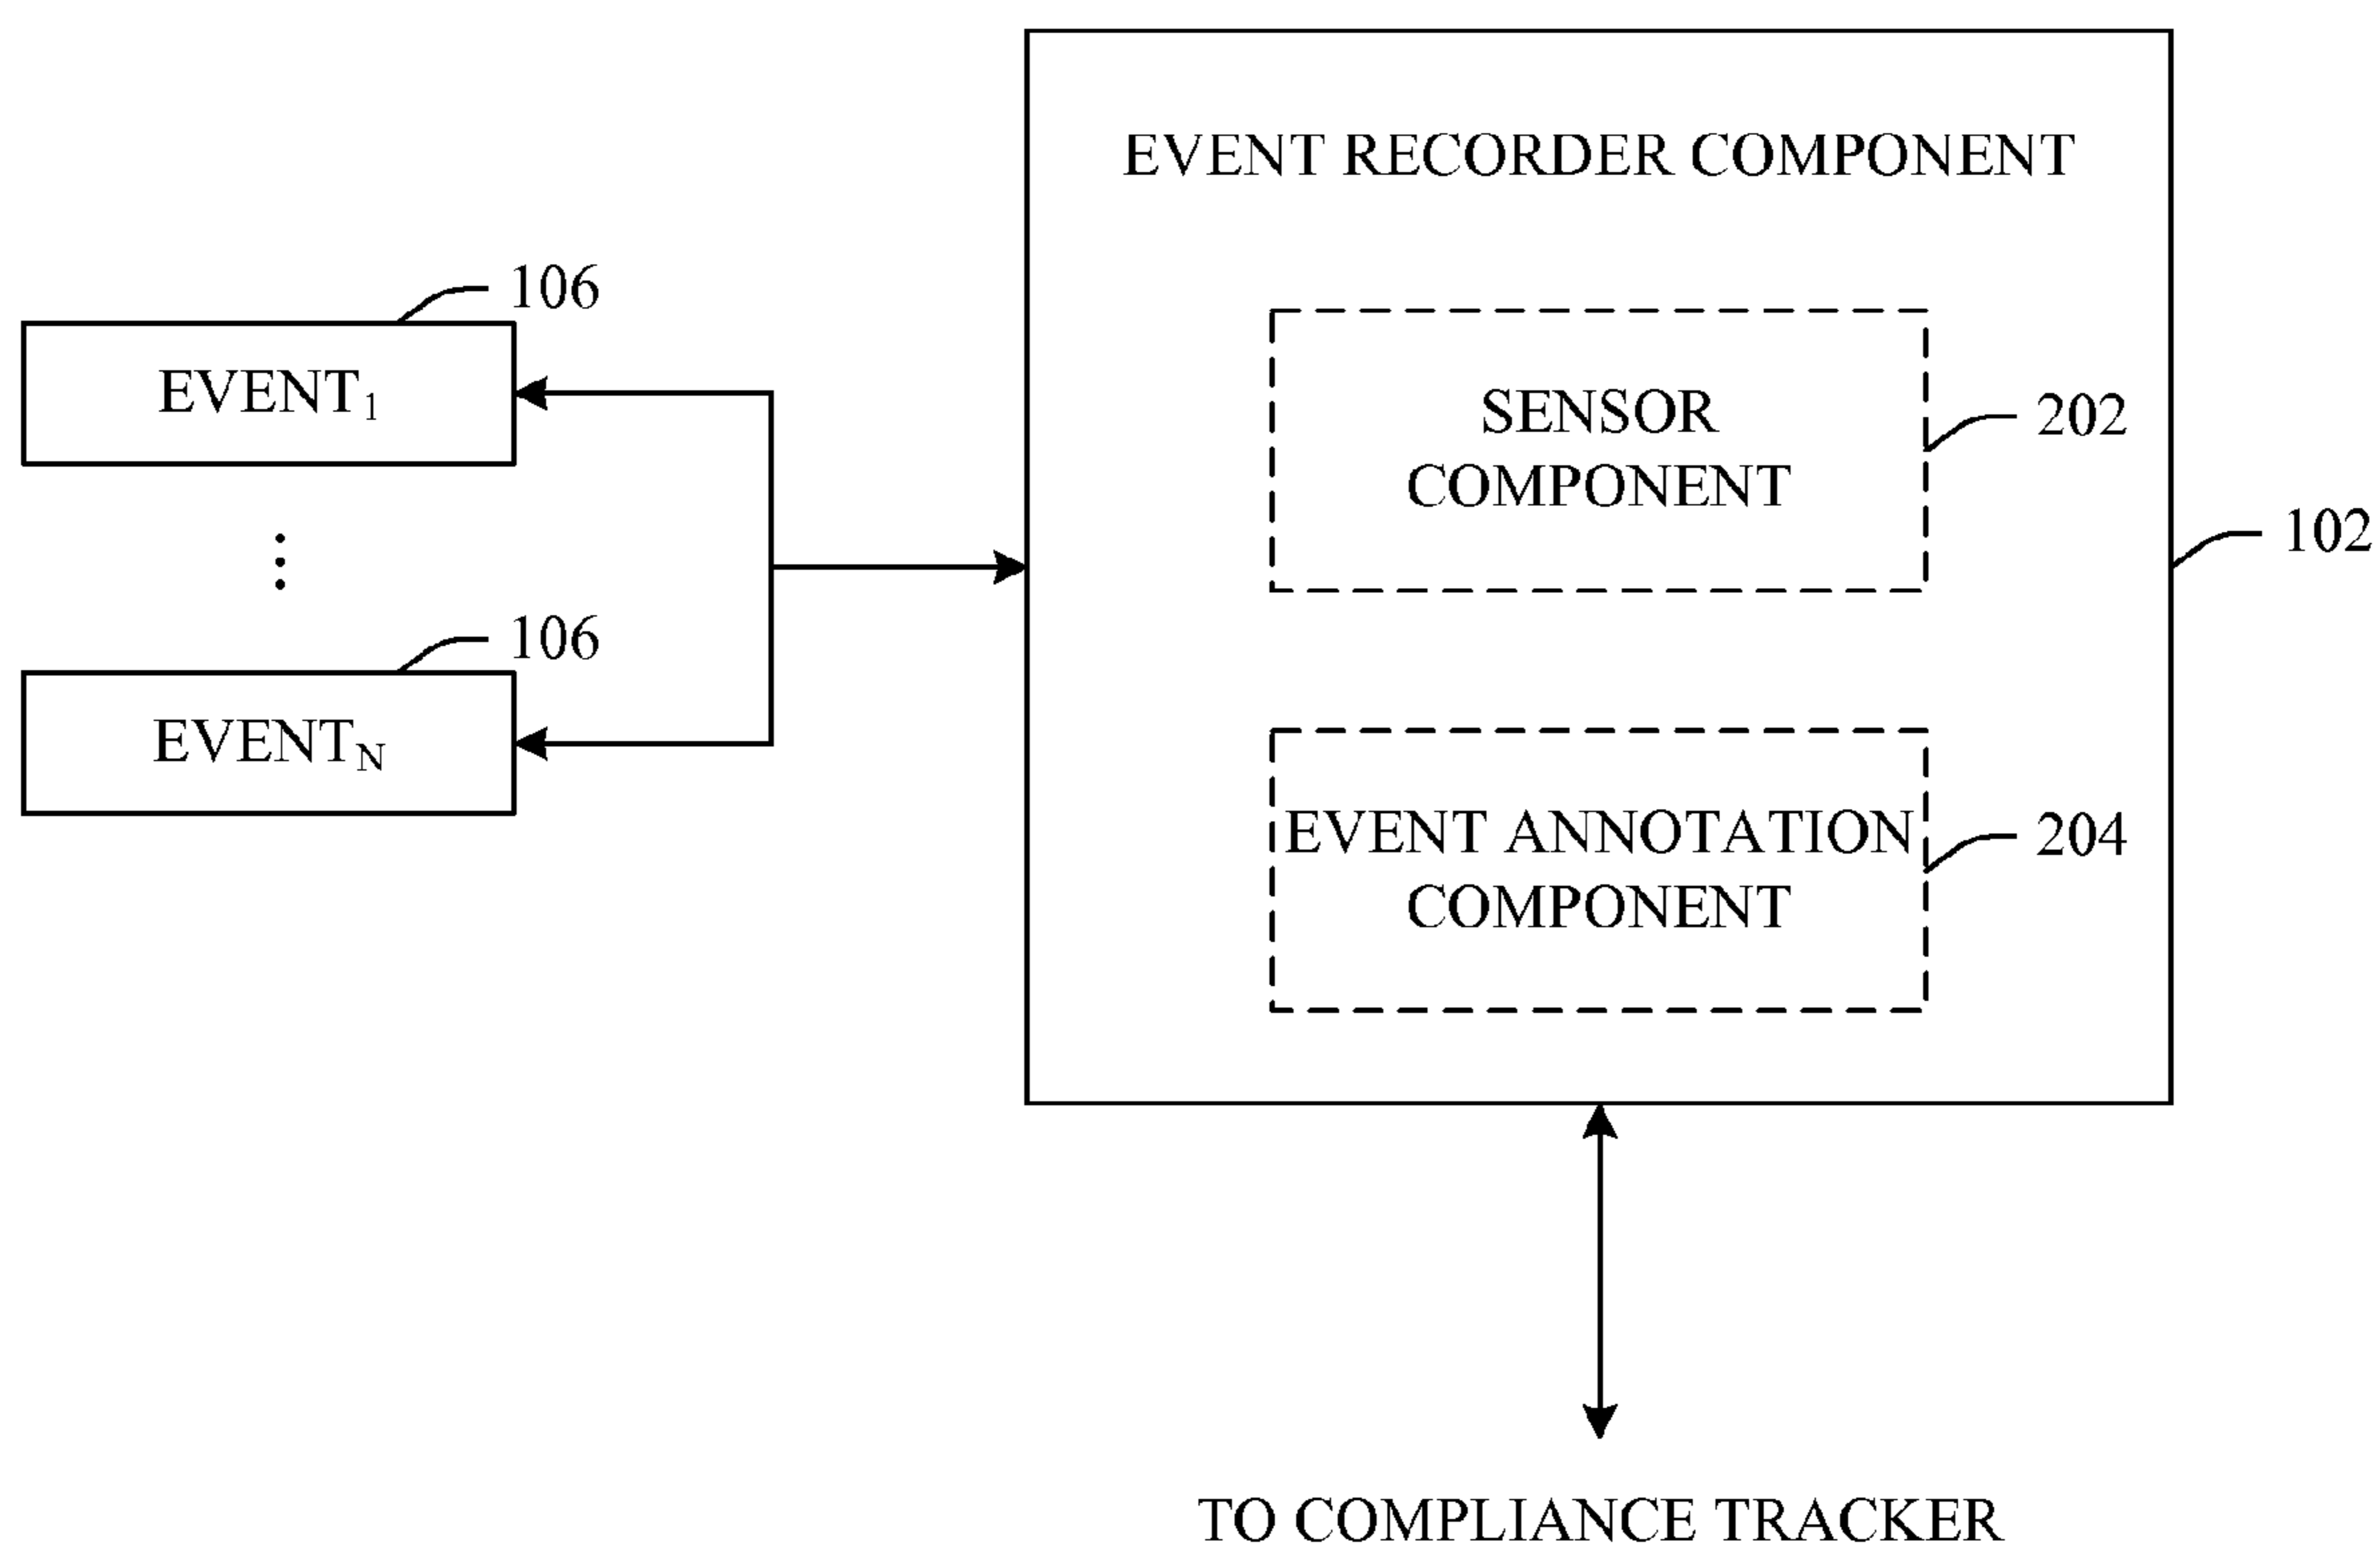 EVENT RECORDER COMPONENT
106
EVENT1
SENSOR
COMPONENT
202
102
106
EVENTN
EVENT ANNOTATION
COMPONENT
204
TO COMPLIANCE TRACKER